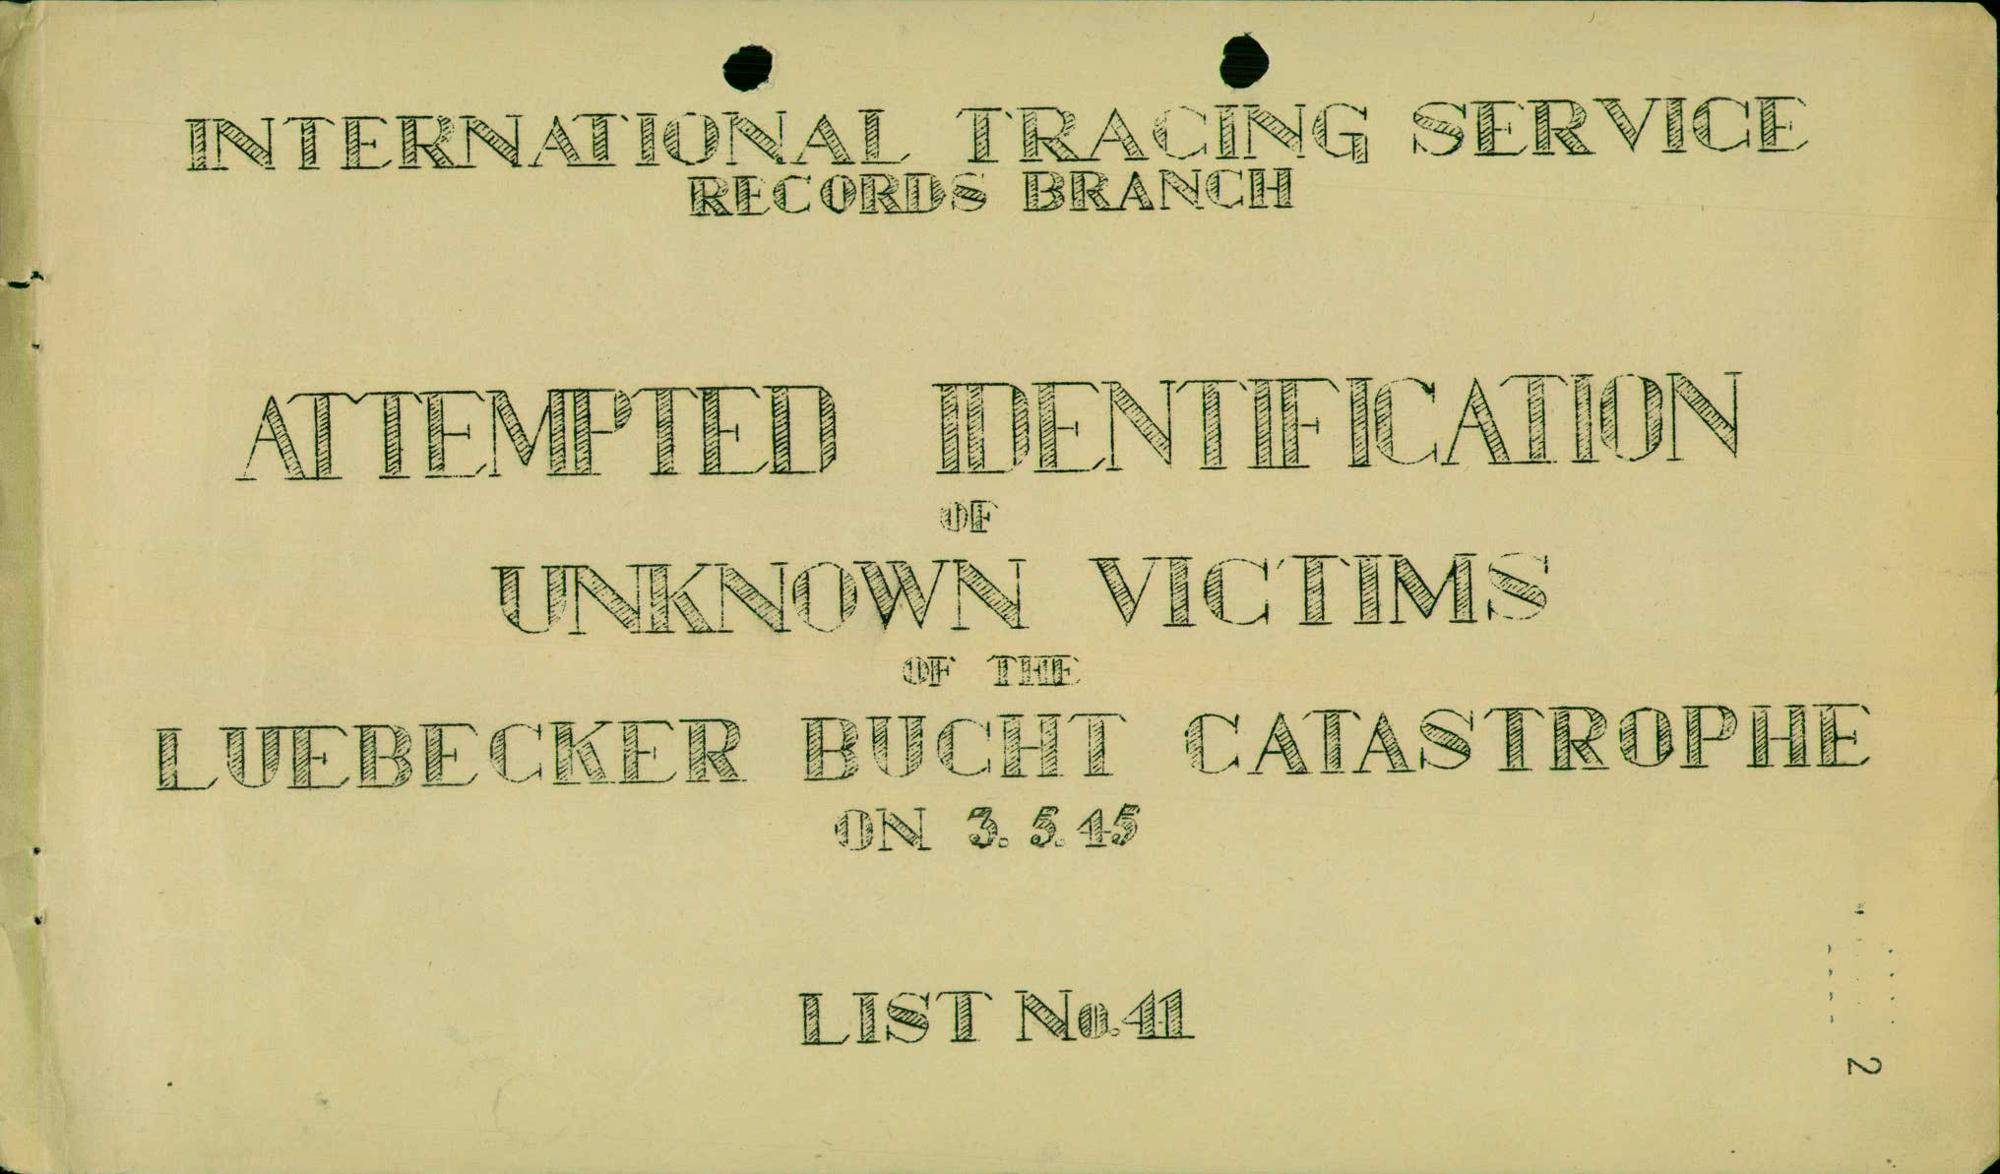 INTERNATIONAL TRACING SERVICE
RECORDS BRANCH
ATTEMPTED IDENTIFICATION
OF
UNKNOWN VICTIMS
OF THE
LUEBECKER BUCHT CATASTROPHE
ON 3. 5. 45
LIST No. 41
2